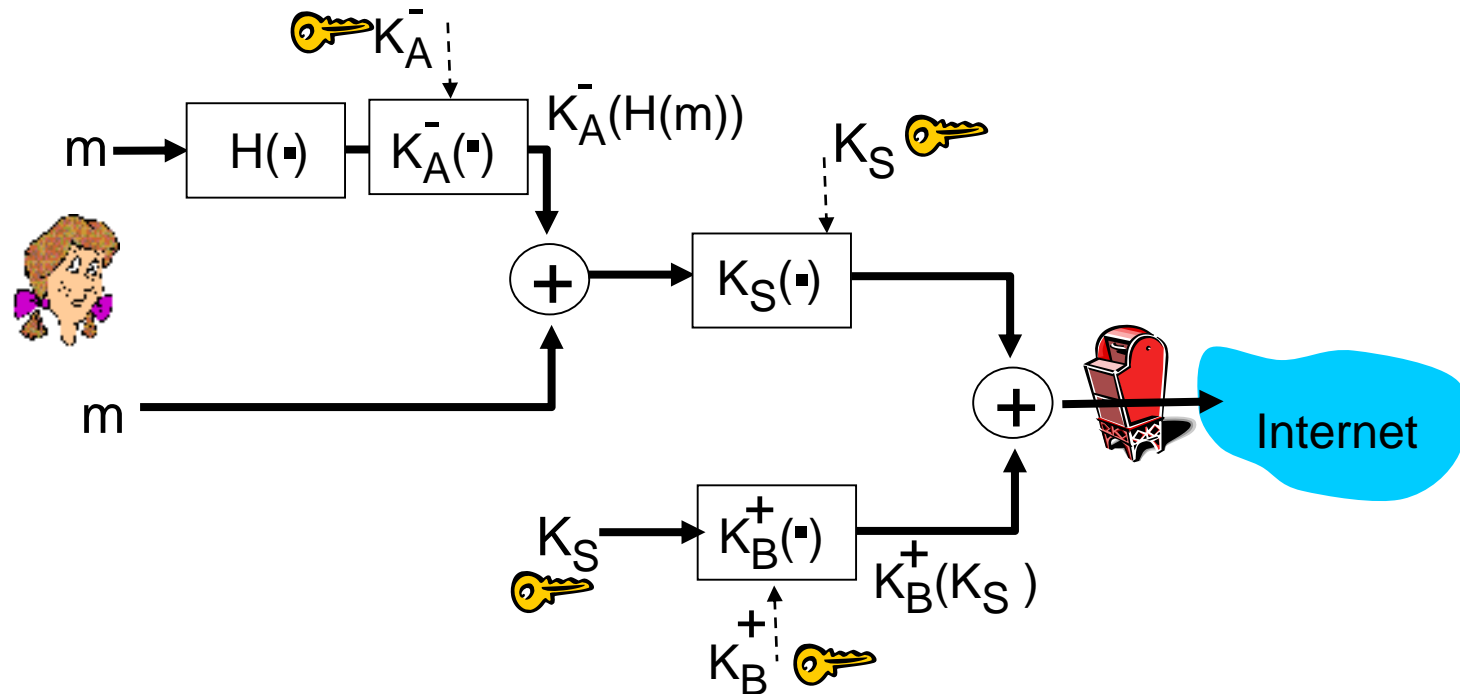 K_A^-
m
H(▪)
K_A^-(▪)
K_A^-(H(m))
K_S
+
K_S(▪)
m
+
Internet
K_S
K_B^+(▪)
K_B^+(K_S )
K_B^+